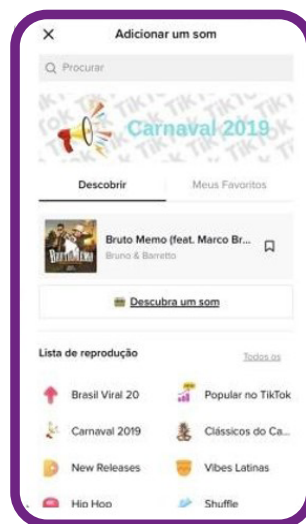 Adicionar um som
Procurar
Carnaval 2019
Descobrir Meus Favoritos
Bruto Memo (feat. Marco Br...
Bruno & Barretto
Descubra um som
Lista de reprodução Todos os
Brasil Viral 20 Popular no TikTok
Carnaval 2019 Clássicos do Ca...
New Releases Vibes Latinas
Hip Hop Shuffle